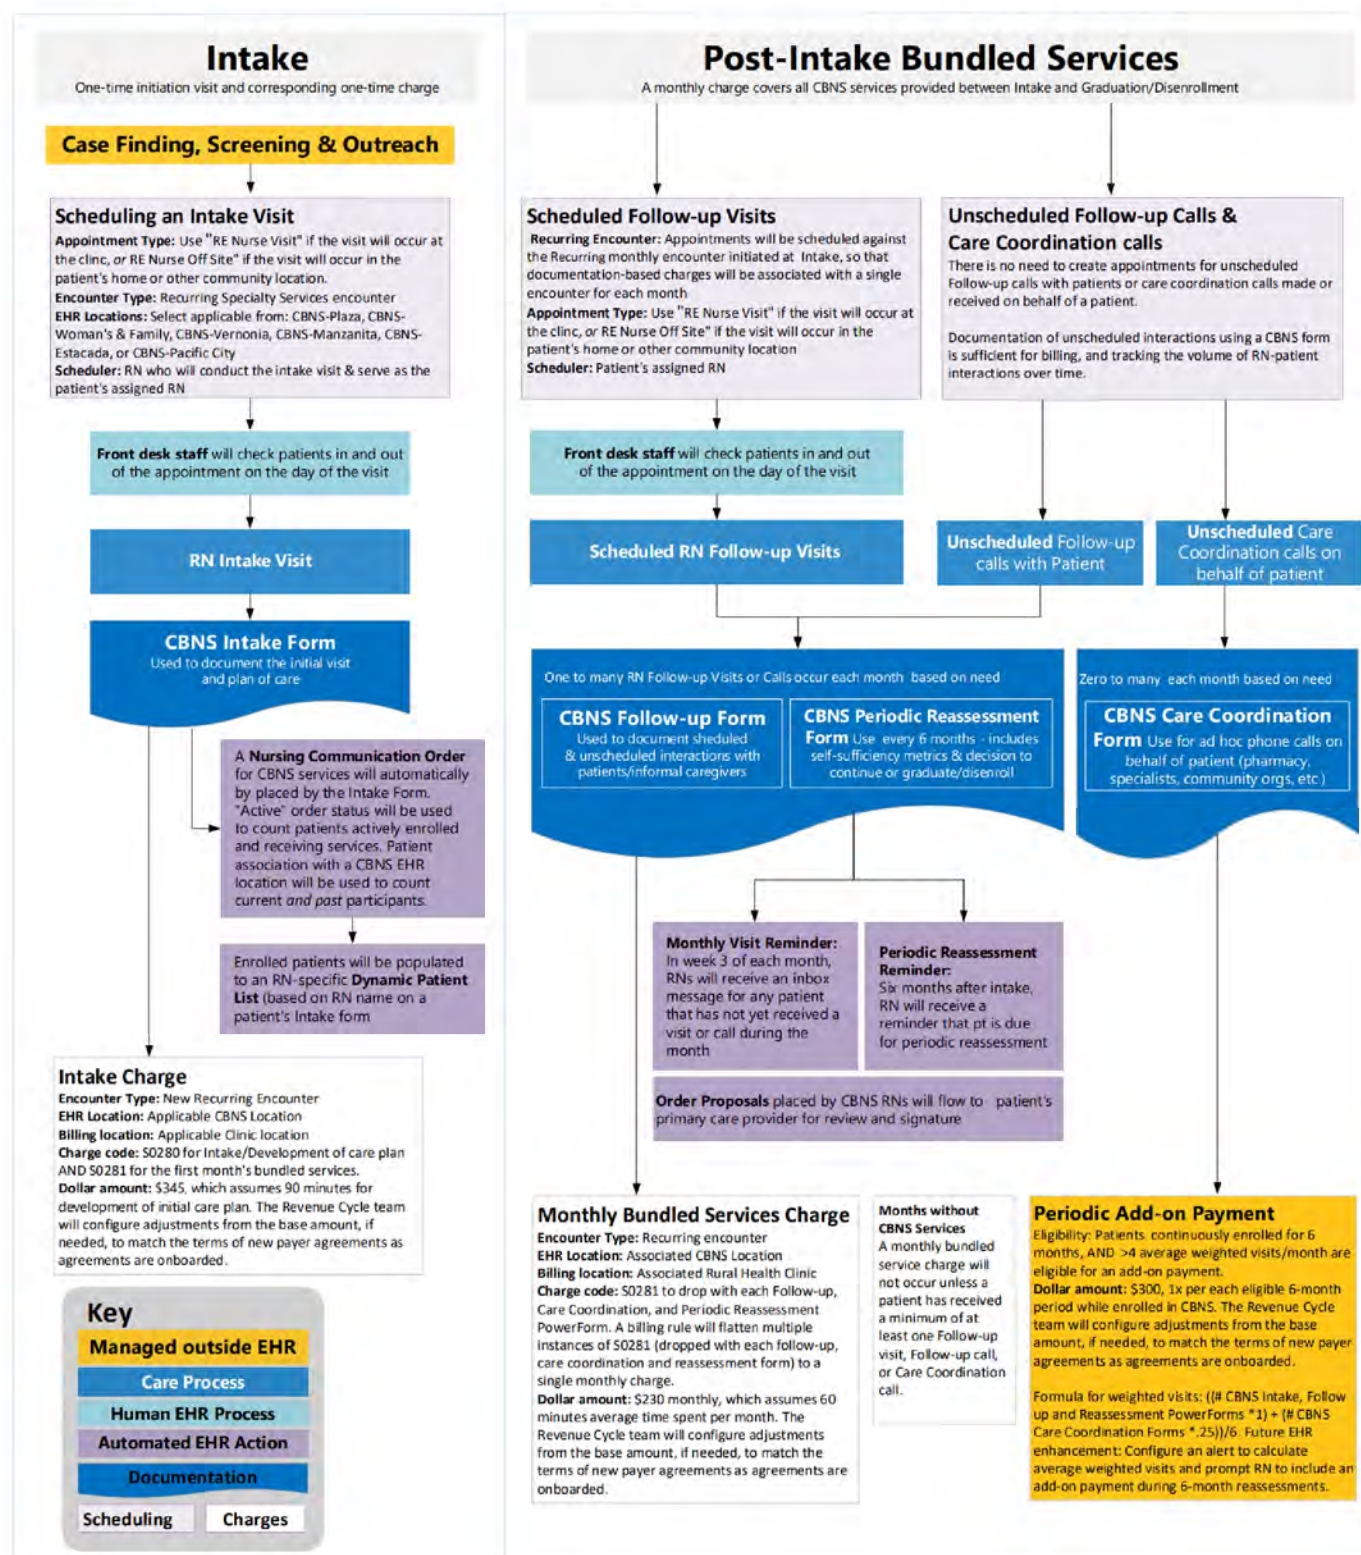 Intake
One-time initiation visit and corresponding one-time charge
Case Finding, Screening & Outreach
Scheduling an Intake Visit
Appointment Type: Use "RE Nurse Visit" if the visit will occur at
the clinc, or RE Nurse Off Site" if the visit will occur in the
patient's home or other community location.
Encounter Type: Recurring Specialty Services encounter
EHR Locations: Select applicable from: CBNS-Plaza, CBNS-
Woman's & Family, CBNS-Vernonia, CBNS-Manzanita, CBNS-
Estacada, or CBNS-Pacific City
Scheduler: RN who will conduct the intake visit & serve as the
patient's assigned RN
Front desk staff will check patients in and out
of the appointment on the day of the visit
RN Intake Visit
CBNS Intake Form
Used to document the initial visit
and plan of care
A Nursing Communication Order
for CBNS services will automatically
by placed by the Intake Form.
"Active" order status will be used
to count patients actively enrolled
and receiving services. Patient
association with a CBNS EHR
location will be used to count
current and past participants.
Enrolled patients will be populated
to an RN-specific Dynamic Patient
List (based on RN name on a
patient's Intake form
Intake Charge
Encounter Type: New Recurring Encounter
EHR Location: Applicable CBNS Location
Billing location: Applicable Clinic location
Charge code: S0280 for Intake/Development of care plan
AND S0281 for the first month's bundled services.
Dollar amount: $345, which assumes 90 minutes for
development of initial care plan. The Revenue Cycle team
will configure adjustments from the base amount, if
needed, to match the terms of new payer agreements as
agreements are onboarded.
Key
Managed outside EHR
Care Process
Human EHR Process
Automated EHR Action
Documentation
Scheduling
Charges
Post-Intake Bundled Services
A monthly charge covers all CBNS services provided between Intake and Graduation/Disenrollment
Scheduled Follow-up Visits
Recurring Encounter: Appointments will be scheduled against
the Recurring monthly encounter initiated at Intake, so that
documentation-based charges will be associated with a single
encounter for each month
Appointment Type: Use "RE Nurse Visit" if the visit will occur at
the clinc, or RE Nurse Off Site" if the visit will occur in the
patient's home or other community location
Scheduler: Patient's assigned RN
Unscheduled Follow-up Calls &
Care Coordination calls
There is no need to create appointments for unscheduled
Follow-up calls with patients or care coordination calls made or
received on behalf of a patient.
Documentation of unscheduled interactions using a CBNS form
is sufficient for billing, and tracking the volume of RN-patient
interactions over time.
Front desk staff will check patients in and out
of the appointment on the day of the visit
Scheduled RN Follow-up Visits
Unscheduled Follow-up
calls with Patient
Unscheduled Care
Coordination calls on
behalf of patient
One to many RN Follow-up Visits or Calls occur each month based on need
CBNS Follow-up Form
Used to document sheduled
& unscheduled interactions with
patients/informal caregivers
CBNS Periodic Reassessment
Form Use every 6 months - includes
self-sufficiency metrics & decision to
continue or graduate/disenroll
Zero to many each month based on need
CBNS Care Coordination
Form Use for ad hoc phone calls on
behalf of patient (pharmacy,
specialists, community orgs, etc.)
Monthly Visit Reminder:
In week 3 of each month,
RNs will receive an inbox
message for any patient
that has not yet received a
visit or call during the
month
Periodic Reassessment
Reminder:
Six months after intake,
RN will receive a
reminder that pt is due
for periodic reassessment
Order Proposals placed by CBNS RNs will flow to patient's
primary care provider for review and signature
Monthly Bundled Services Charge
Encounter Type: Recurring encounter
EHR Location: Associated CBNS Location
Billing location: Associated Rural Health Clinic
Charge code: S0281 to drop with each Follow-up,
Care Coordination, and Periodic Reassessment
PowerForm. A billing rule will flatten multiple
instances of S0281 (dropped with each follow-up,
care coordination and reassessment form) to a
single monthly charge.
Dollar amount: $230 monthly, which assumes 60
minutes average time spent per month. The
Revenue Cycle team will configure adjustments
from the base amount, if needed, to match the
terms of new payer agreements as agreements are
onboarded.
Months without
CBNS Services
A monthly bundled
service charge will
not occur unless a
patient has received
a minimum of at
least one Follow-up
visit, Follow-up call,
or Care Coordination
call.
Periodic Add-on Payment
Eligibility: Patients continuously enrolled for 6
months, AND >4 average weighted visits/month are
eligible for an add-on payment.
Dollar amount: $300, 1x per each eligible 6-month
period while enrolled in CBNS. The Revenue Cycle
team will configure adjustments from the base
amount, if needed, to match the terms of new payer
agreements as agreements are onboarded.
Formula for weighted visits: ((# CBNS Intake, Follow
up and Reassessment PowerForms *1) + (# CBNS
Care Coordination Forms *.25))/6. Future EHR
enhancement: Configure an alert to calculate
average weighted visits and prompt RN to include an
add-on payment during 6-month reassessments.